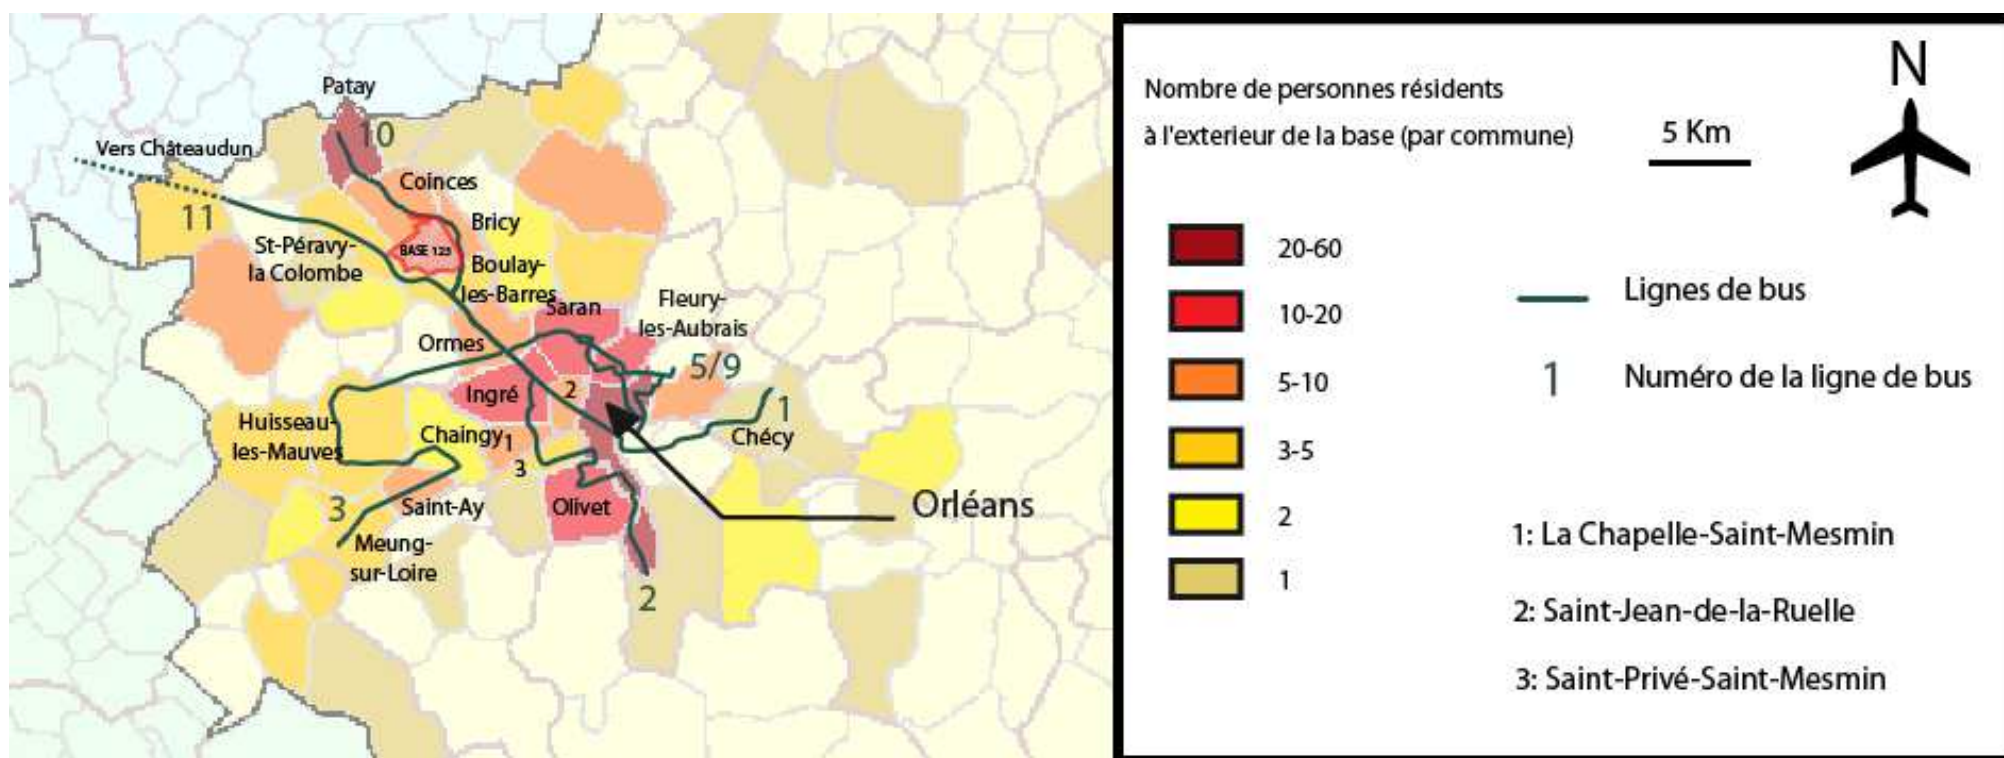 Patay
10
Vers Châteaudun
Coinces
11
Bricy
St-Péravy-
la Colombe
BASE 123
Boulay-
les-Barres
Saran
Fleury-
les-Aubrais
Ormes
5/9
Ingré
2
1
Huisseau-
les-Mauves
Chaingy
1
Chécy
3
3
Saint-Ay
Olivet
Orléans
Meung-
sur-Loire
2
Nombre de personnes résidents
à l'exterieur de la base (par commune)
5 Km
N
20-60
10-20
5-10
3-5
2
1
Lignes de bus
1
Numéro de la ligne de bus
1: La Chapelle-Saint-Mesmin
2: Saint-Jean-de-la-Ruelle
3: Saint-Privé-Saint-Mesmin